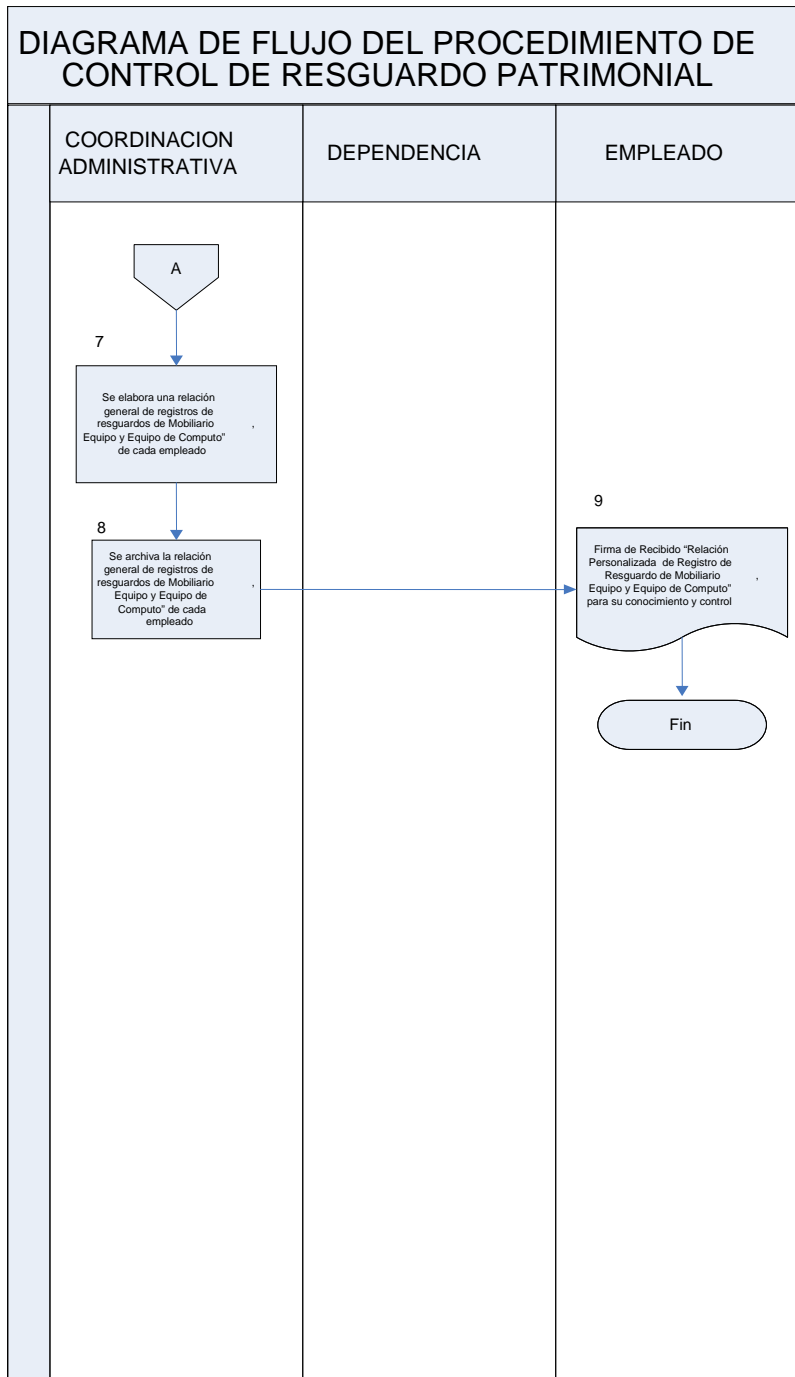 DIAGRAMA DE FLUJO DEL PROCEDIMIENTO DE
CONTROL DE RESGUARDO PATRIMONIAL
COORDINACION
ADMINISTRATIVA
DEPENDENCIA
EMPLEADO
A
7
Se elabora una relación
general de registros de
resguardos de Mobiliario ,
Equipo y Equipo de Computo”
de cada empleado
8
Se archiva la relación
general de registros de
resguardos de Mobiliario ,
Equipo y Equipo de
Computo” de cada
empleado
9
Firma de Recibido “Relación
Personalizada de Registro de
Resguardo de Mobiliario ,
Equipo y Equipo de Computo”
para su conocimiento y control
Fin